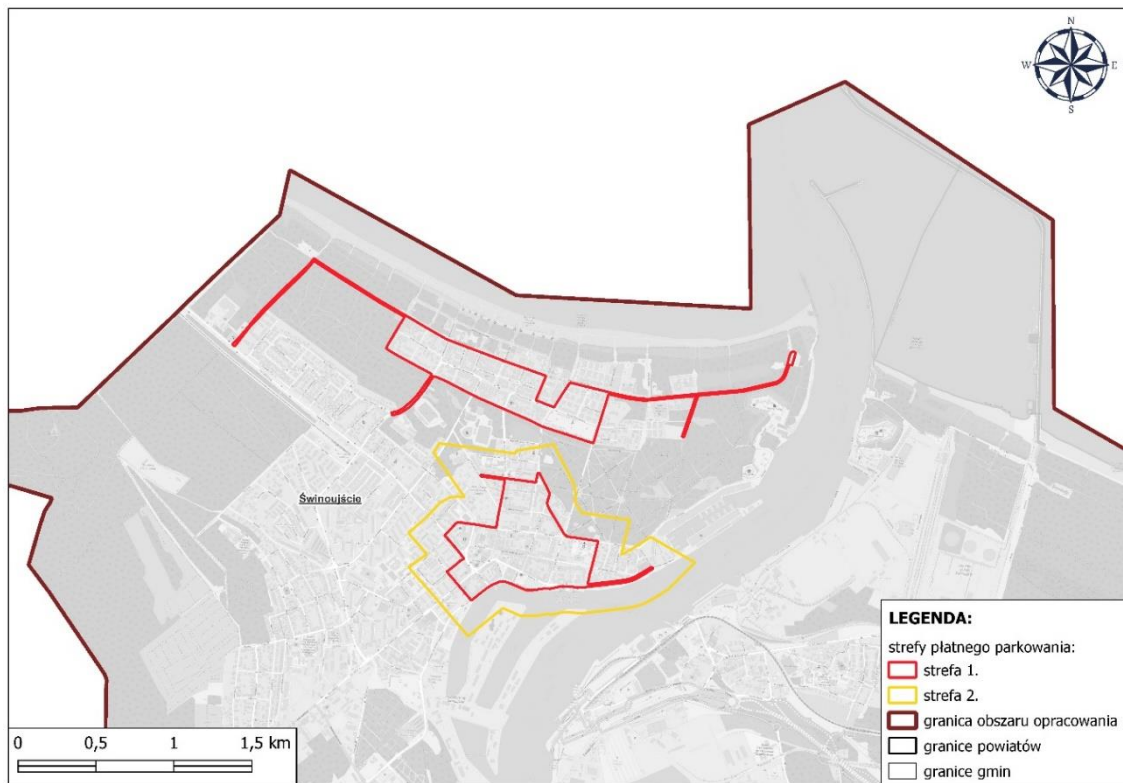 N
W E
S
Świnoujście
LEGENDA:
strefy płatnego parkowania:
strefa 1.
strefa 2.
granica obszaru opracowania
granice powiatów
granice gmin
0 0,5 1 1,5 km